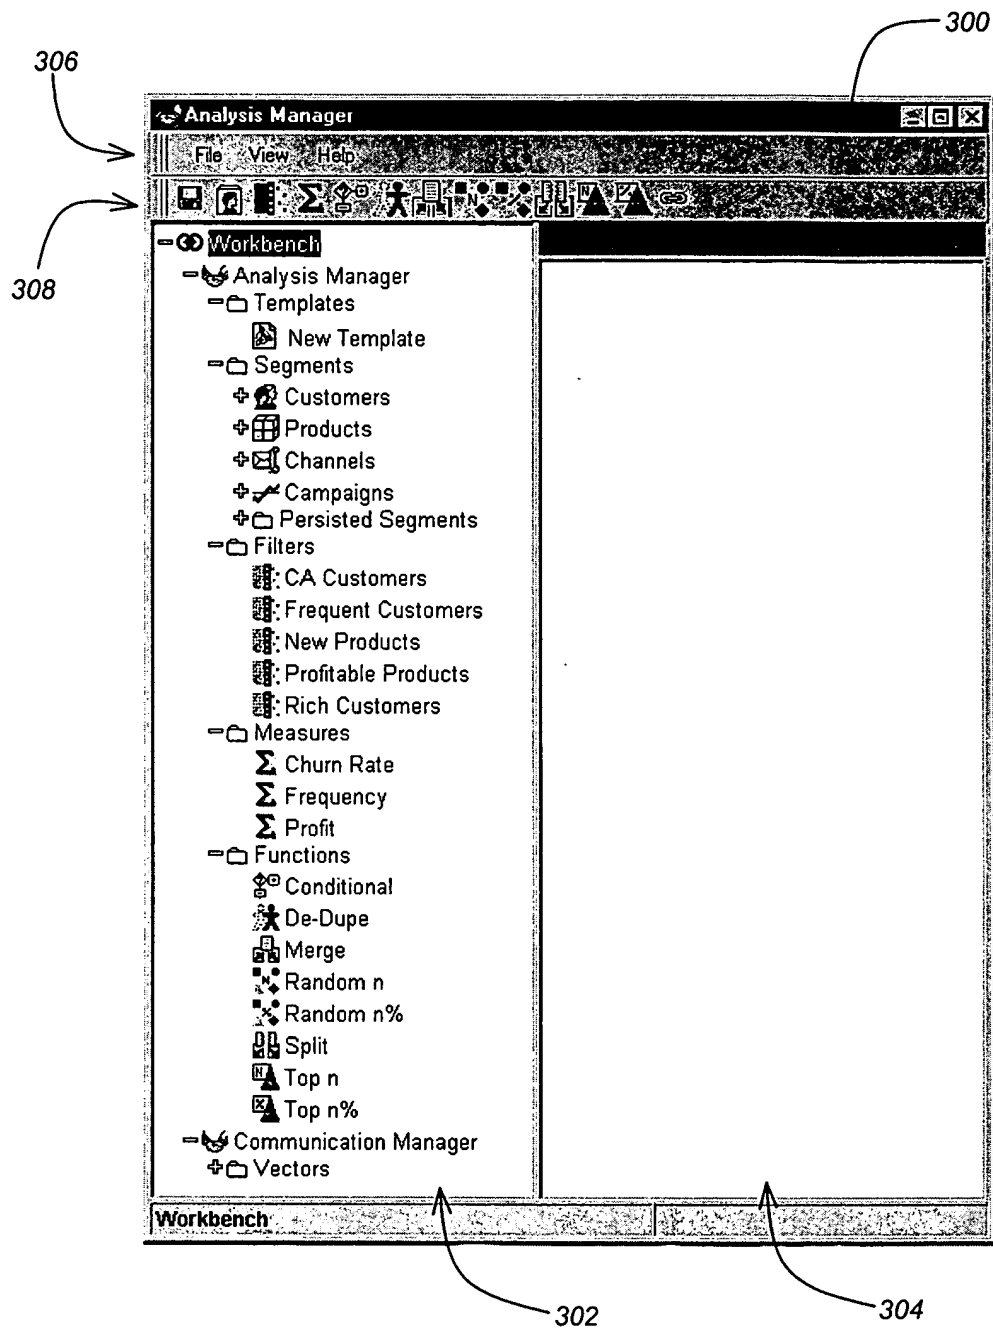 300
306
Analysis Manager
File View Help
308
Workbench
Analysis Manager
Templates
New Template
Segments
Customers
Products
Channels
Campaigns
Persisted Segments
Filters
CA Customers
Frequent Customers
New Products
Profitable Products
Rich Customers
Measures
Churn Rate
Frequency
Profit
Functions
Conditional
De-Dupe
Merge
Random n
Random n%
Split
Top n
Top n%
Communication Manager
Vectors
Workbench
302
304